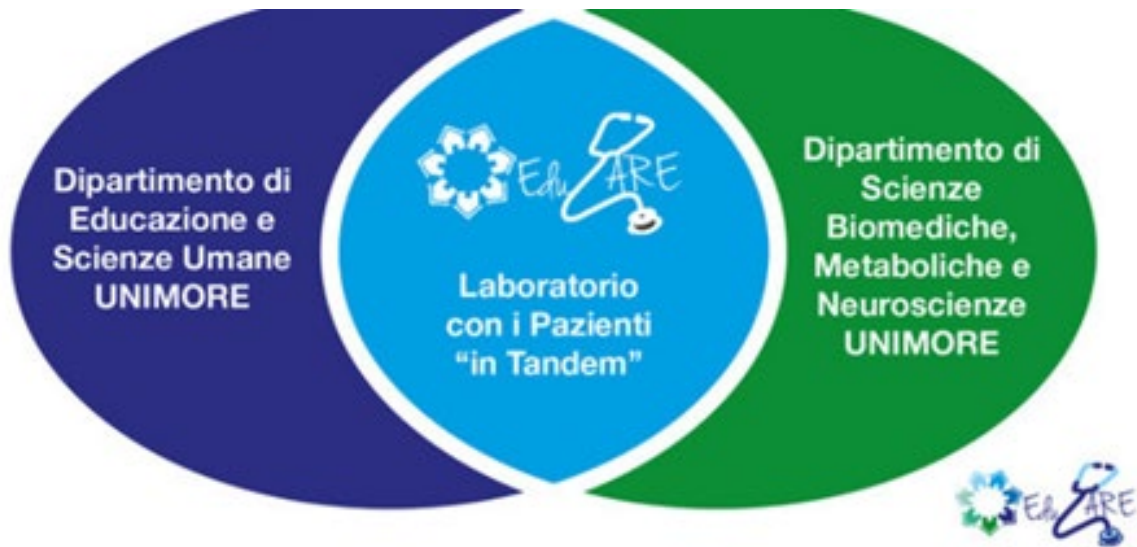 Dipartimento di
Educazione e
Scienze Umane
UNIMORE
EduCARE
Laboratorio
con i Pazienti
“in Tandem”
Dipartimento di
Scienze
Biomediche,
Metaboliche e
Neuroscienze
UNIMORE
EduCARE